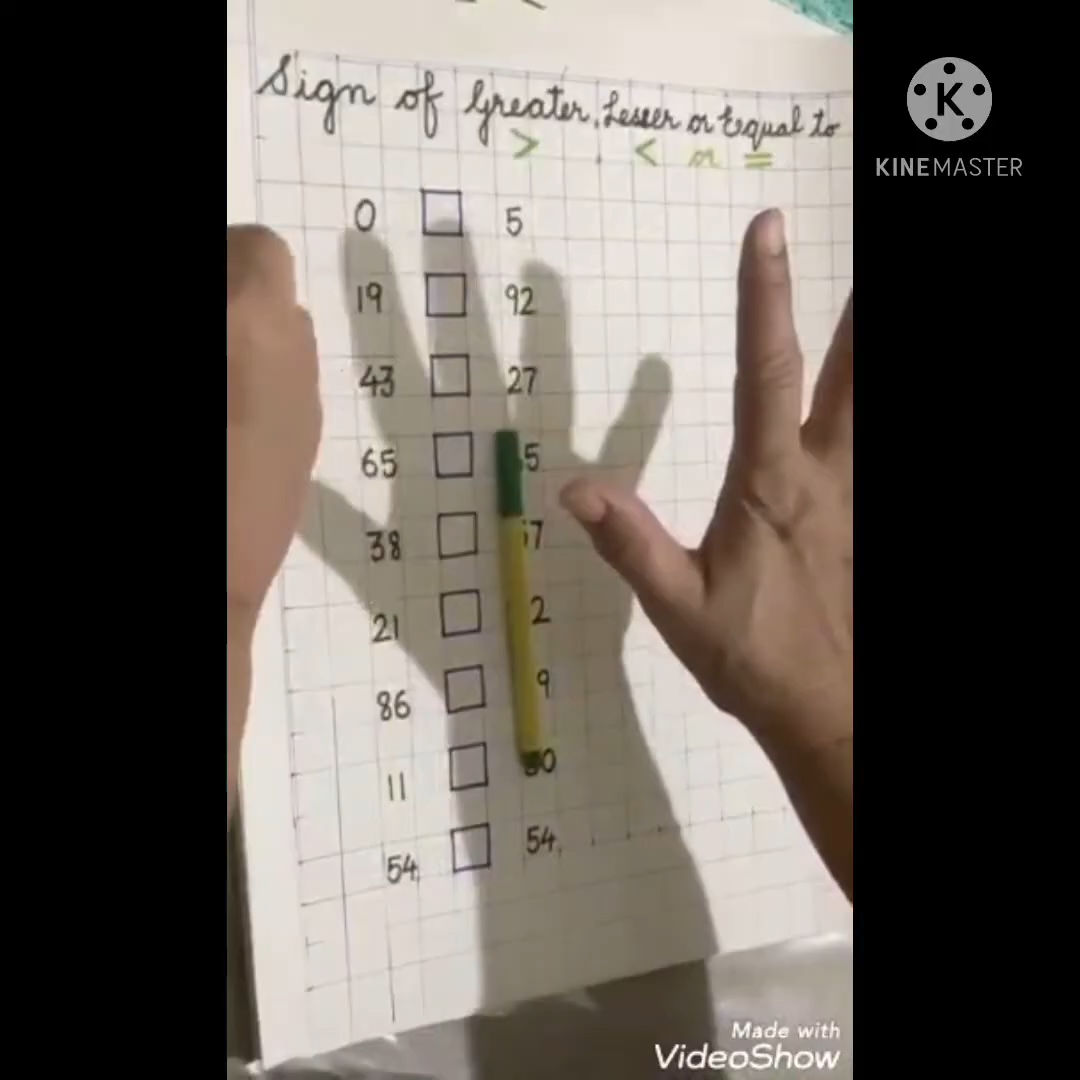 Sign of Greater, Lesser or Equal to
> , < or =
0 □ 5
19 □ 92
43 □ 27
65 □
38 □
21 □
86 □
11 □
54 □ 54
KINEMASTER
Made with
VideoShow